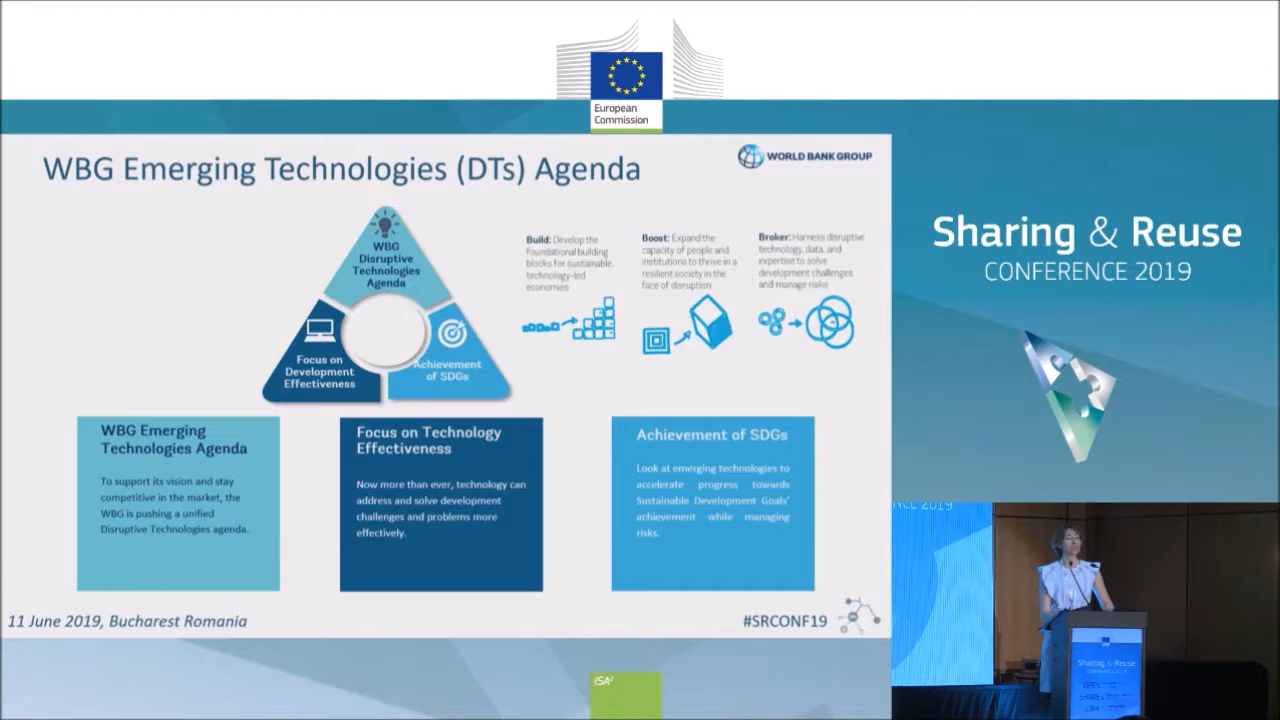 European
Commission
WBG Emerging Technologies (DTs) Agenda
WORLD BANK GROUP
WBG
Disruptive
Technologies
Agenda
Focus on
Development
Effectiveness
Achievement
of SDGs
Build: Develop the
foundational building
blocks for sustainable,
technology-led
economies
Boost: Expand the
capacity of people and
institutions to thrive in a
resilient society in the
face of disruption
Broker: Harness disruptive
technology, data, and
expertise to solve
development challenges
and manage risks
WBG Emerging
Technologies Agenda
To support its vision and stay
competitive in the market, the
WBG is pushing a unified
Disruptive Technologies agenda.
Focus on Technology
Effectiveness
Now more than ever, technology can
address and solve development
challenges and problems more
effectively.
Achievement of SDGs
Look at emerging technologies to
accelerate progress towards
Sustainable Development Goals'
achievement while managing
risks.
11 June 2019, Bucharest Romania
#SRCONF19
ISA²
Sharing & Reuse
CONFERENCE 2019
NCE 2019
Sharing & Reuse